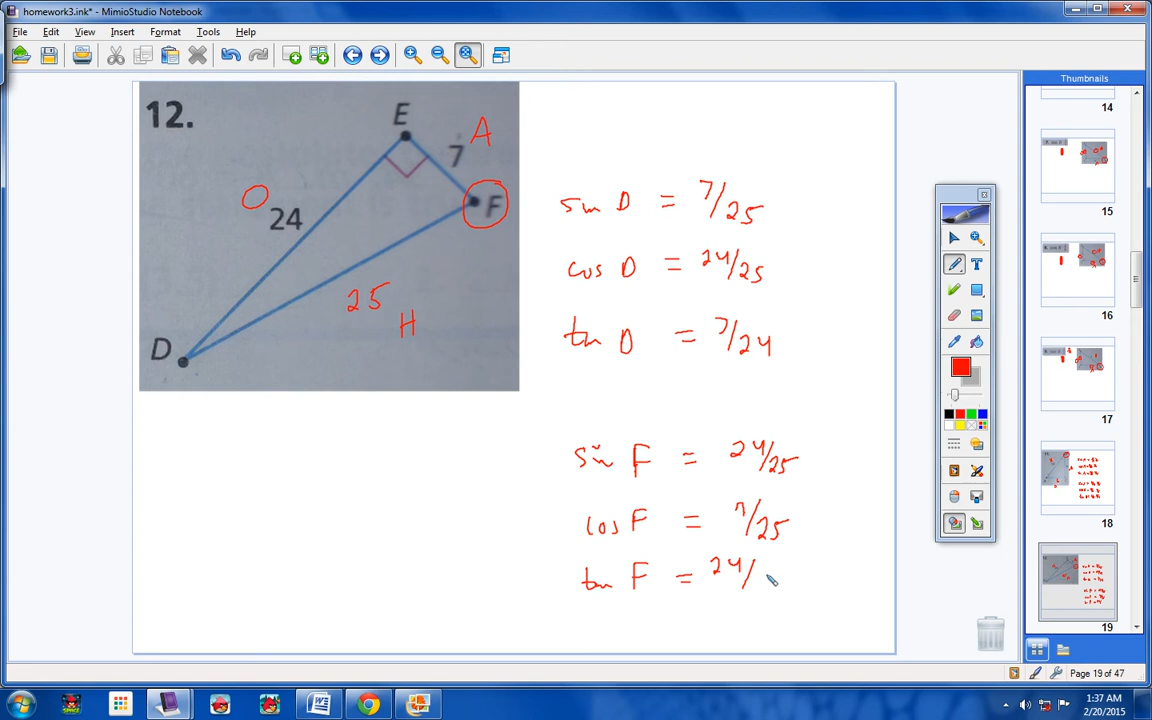 homework3.ink* - MimioStudio Notebook
File Edit View Insert Format Tools Help
Thumbnails
12.
E
A
7
O
F
24
25
H
D
sin D = 7/25
cos D = 24/25
tan D = 7/24
sin F = 24/25
cos F = 7/25
tan F = 24/
T
14
15
16
17
18
19
Page 19 of 47
1:37 AM
2/20/2015